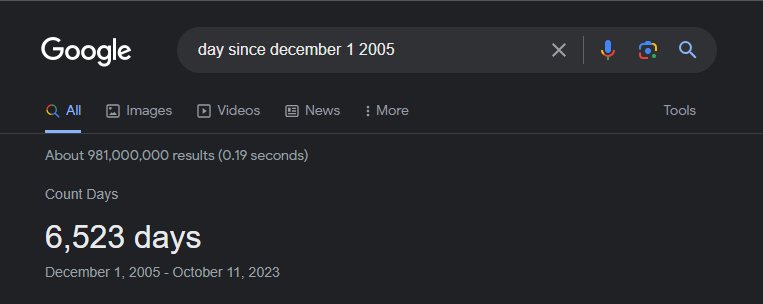 Google day since december 1 2005
All Images Videos News More Tools
About 981,000,000 results (0.19 seconds)
Count Days
6,523 days
December 1, 2005 - October 11, 2023